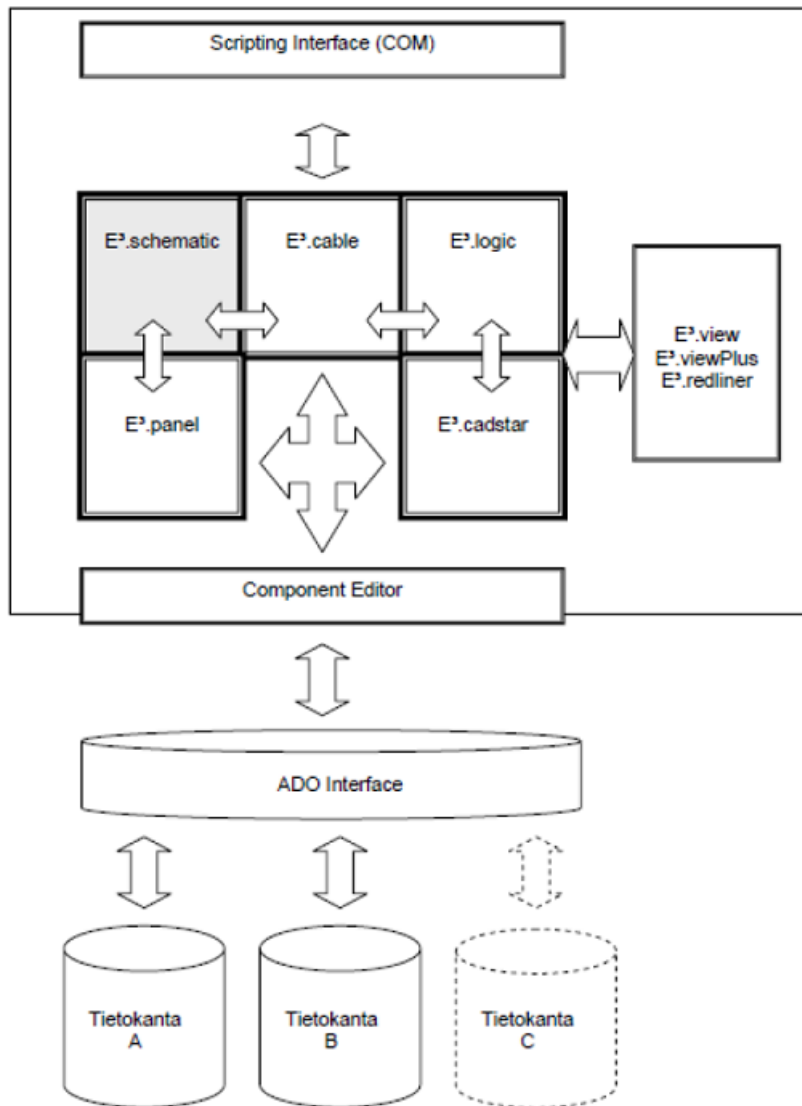 Scripting Interface (COM)
E³.schematic
E³.cable
E³.logic
E³.view
E³.viewPlus
E³.redliner
E³.panel
E³.cadstar
Component Editor
ADO Interface
Tietokanta
A
Tietokanta
B
Tietokanta
C